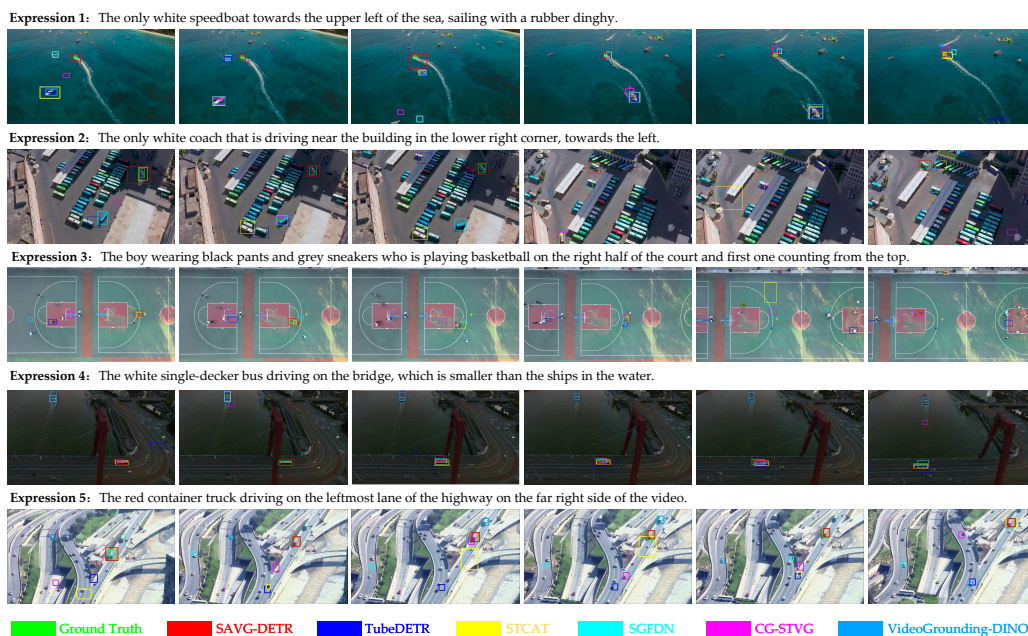 Expression 1: The only white speedboat towards the upper left of the sea, sailing with a rubber dinghy.
Expression 2: The only white coach that is driving near the building in the lower right corner, towards the left.
Expression 3: The boy wearing black pants and grey sneakers who is playing basketball on the right half of the court and first one counting from the top.
Expression 4: The white single-decker bus driving on the bridge, which is smaller than the ships in the water.
Expression 5: The red container truck driving on the leftmost lane of the highway on the far right side of the video.
Ground Truth SAVG-DETR TubeDETR STCAT SGFDN CG-STVG VideoGrounding-DINO